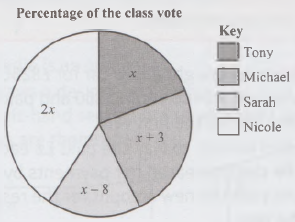 Percentage of the class vote
Key
Tony
Michael
Sarah
Nicole
x
x + 3
x − 8
2x